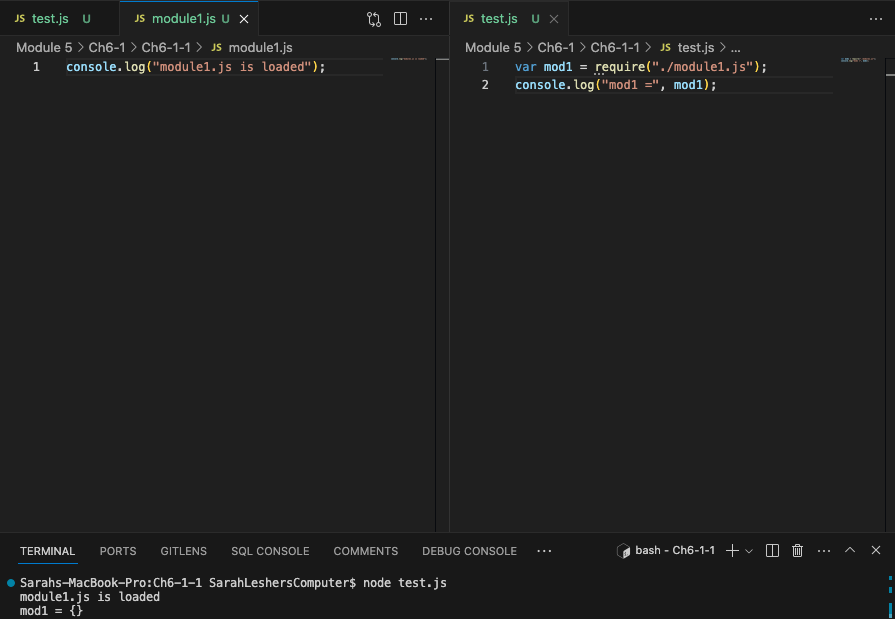 JS test.js U
JS module1.js U
Module 5 > Ch6-1 > Ch6-1-1 > JS module1.js
1 console.log("module1.js is loaded");
JS test.js U
Module 5 > Ch6-1 > Ch6-1-1 > JS test.js > ...
1 var mod1 = require("./module1.js");
2 console.log("mod1 =", mod1);
TERMINAL PORTS GITLENS SQL CONSOLE COMMENTS DEBUG CONSOLE ... bash - Ch6-1-1
Sarahs-MacBook-Pro:Ch6-1-1 SarahLeshersComputer$ node test.js
module1.js is loaded
mod1 = {}